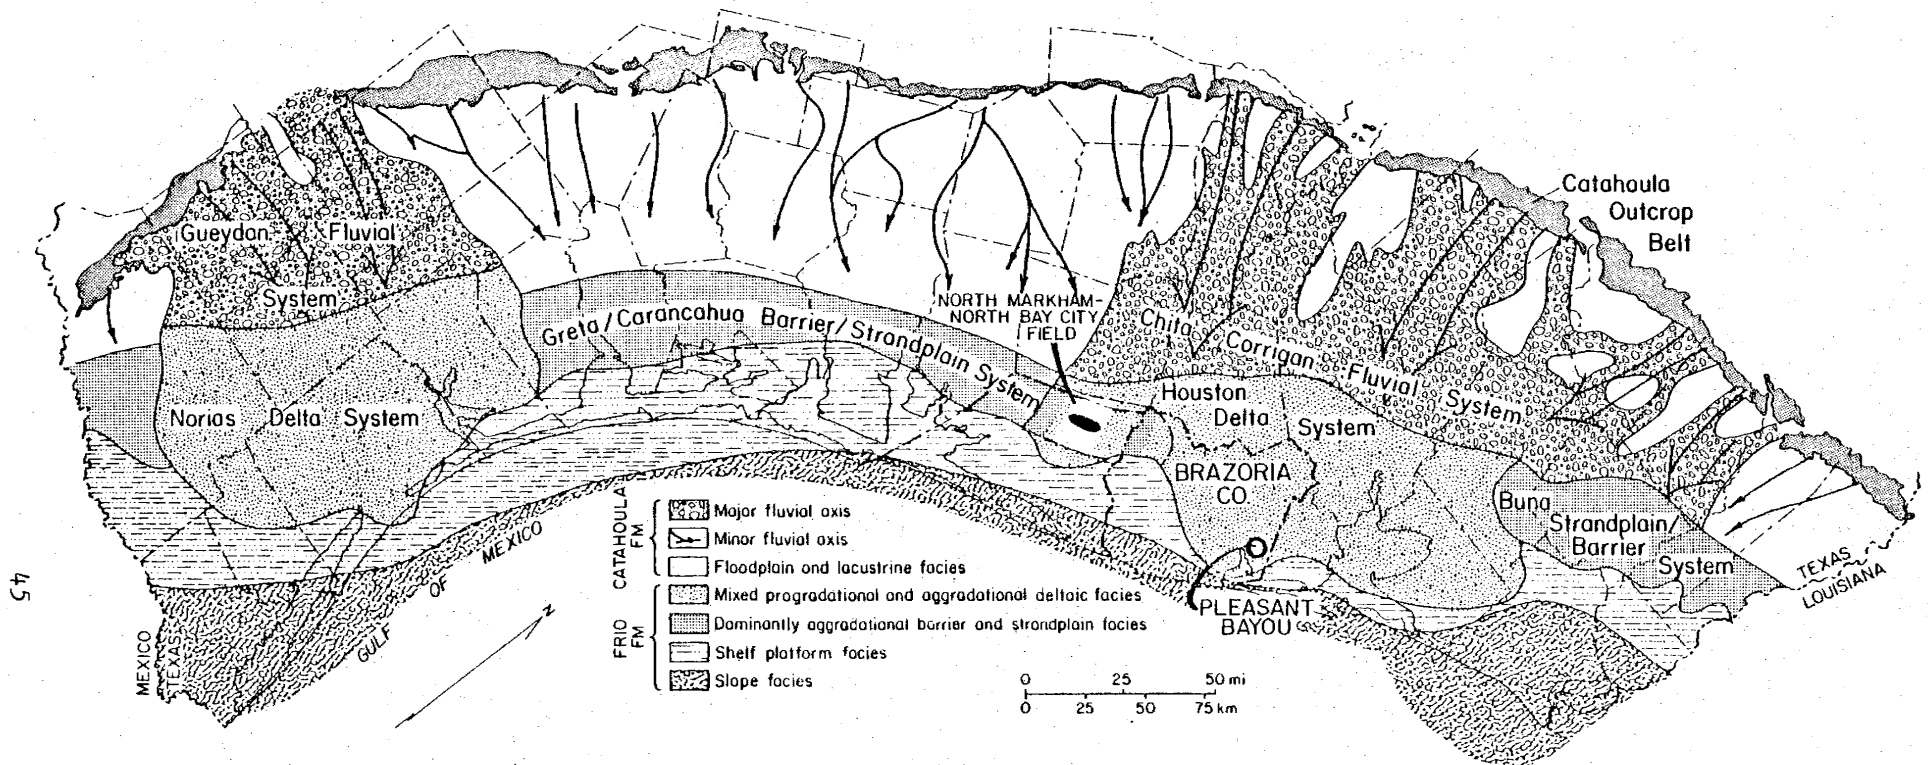 Catahoula
Outcrop
Belt
Gueydan Fluvial
System
NORTH MARKHAM-
NORTH BAY CITY
FIELD
Greta/Carancahua Barrier/Strandplain System
Chita Corrigan Fluvial System
Houston
Delta System
Norias Delta System
BRAZORIA
CO.
Buna
Strandplain/
Barrier
System
TEXAS
LOUISIANA
PLEASANT
BAYOU
GULF OF MEXICO
MEXICO
TEXAS
N
CATAHOULA
FM
Major fluvial axis
Minor fluvial axis
Floodplain and lacustrine facies
FRIO
FM
Mixed progradational and aggradational deltaic facies
Dominantly aggradational barrier and strandplain facies
Shelf platform facies
Slope facies
0 25 50 mi
0 25 50 75 km
45